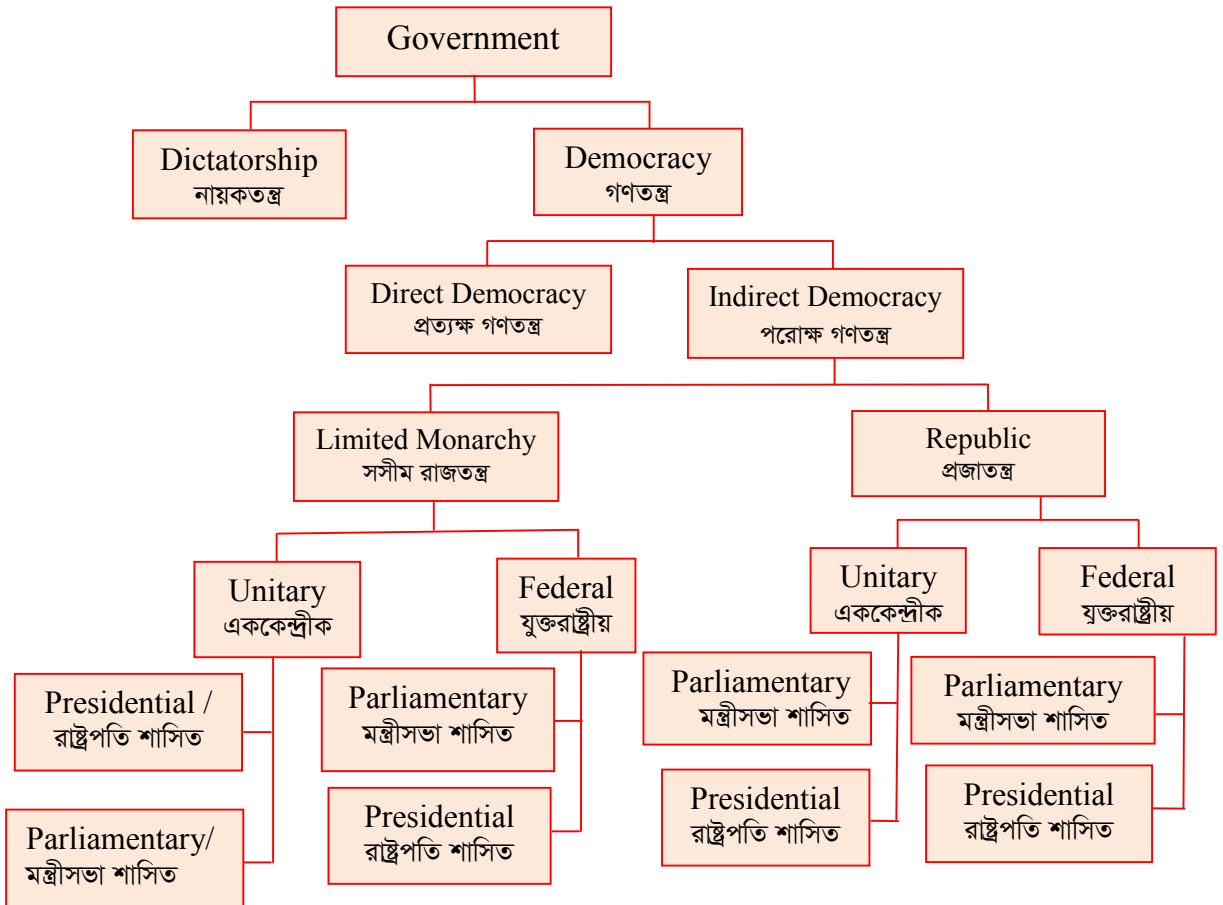 Government
Dictatorship
নায়কতন্ত্র
Democracy
গণতন্ত্র
Direct Democracy
প্রত্যক্ষ গণতন্ত্র
Indirect Democracy
পরোক্ষ গণতন্ত্র
Limited Monarchy
সসীম রাজতন্ত্র
Republic
প্রজাতন্ত্র
Unitary
এককেন্দ্রীক
Federal
যুক্তরাষ্ট্রীয়
Unitary
এককেন্দ্রীক
Federal
যুক্তরাষ্ট্রীয়
Presidential /
রাষ্ট্রপতি শাসিত
Parliamentary/
মন্ত্রীসভা শাসিত
Parliamentary
মন্ত্রীসভা শাসিত
Presidential
রাষ্ট্রপতি শাসিত
Parliamentary
মন্ত্রীসভা শাসিত
Presidential
রাষ্ট্রপতি শাসিত
Parliamentary
মন্ত্রীসভা শাসিত
Presidential
রাষ্ট্রপতি শাসিত